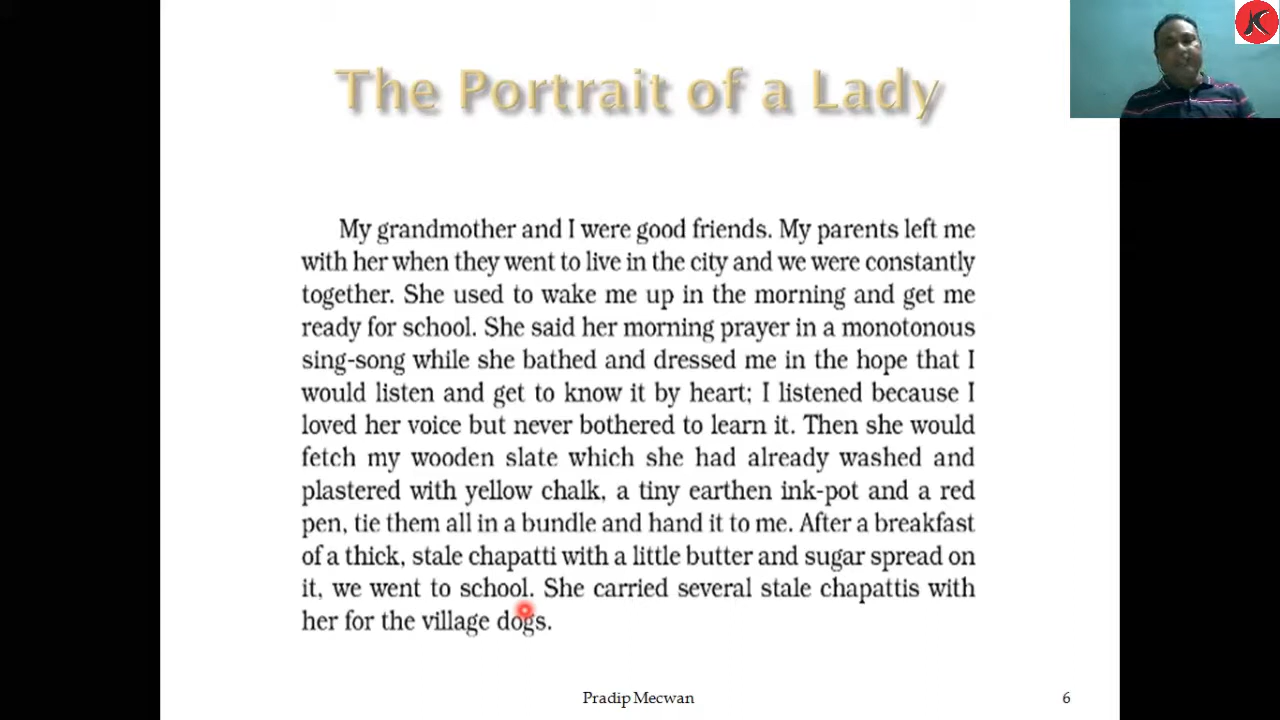 The Portrait of a Lady
My grandmother and I were good friends. My parents left me
with her when they went to live in the city and we were constantly
together. She used to wake me up in the morning and get me
ready for school. She said her morning prayer in a monotonous
sing-song while she bathed and dressed me in the hope that I
would listen and get to know it by heart; I listened because I
loved her voice but never bothered to learn it. Then she would
fetch my wooden slate which she had already washed and
plastered with yellow chalk, a tiny earthen ink-pot and a red
pen, tie them all in a bundle and hand it to me. After a breakfast
of a thick, stale chapatti with a little butter and sugar spread on
it, we went to school. She carried several stale chapattis with
her for the village dogs.
Pradip Mecwan
6
K